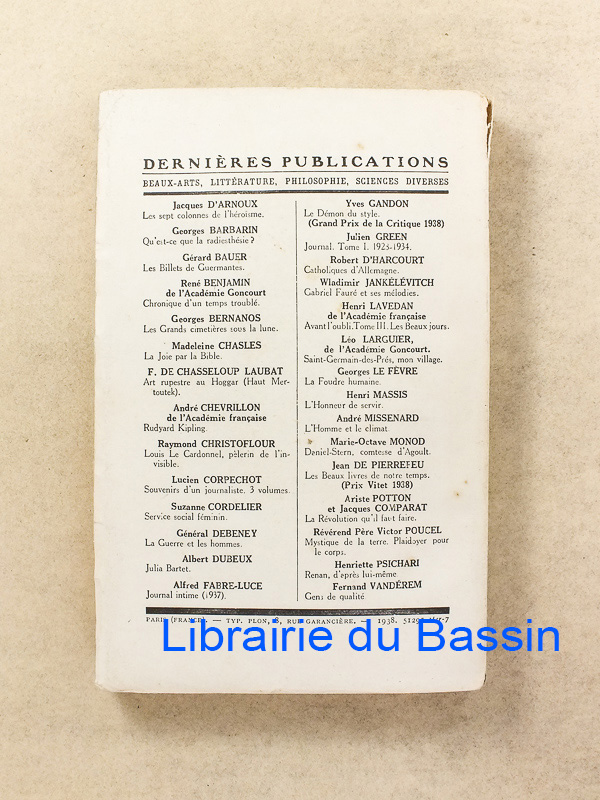 DERNIÈRES PUBLICATIONS
BEAUX-ARTS, LITTÉRATURE, PHILOSOPHIE, SCIENCES DIVERSES
Jacques D'ARNOUX
Les sept colonnes de l'héroïsme.
Georges BARBARIN
Qu'est-ce que la radiesthésie ?
Gérard BAUER
Les Billets de Guermantes.
René BENJAMIN
de l'Académie Goncourt
Chronique d'un temps troublé.
Georges BERNANOS
Les Grands cimetières sous la lune.
Madeleine CHASLES
La Joie par la Bible.
F. DE CHASSELOUP LAUBAT
Art rupestre au Hoggar (Haut Mer-
toutek).
André CHEVRILLON
de l'Académie française
Rudyard Kipling.
Raymond CHRISTOFLOUR
Louis Le Cardonnel, pèlerin de l'in-
visible.
Lucien CORPECHOT
Souvenirs d'un journaliste. 3 volumes.
Suzanne CORDELIER
Service social féminin.
Général DEBENEY
La Guerre et les hommes.
Albert DUBEUX
Julia Bartet.
Alfred FABRE-LUCE
Journal intime (1937).
Yves GANDON
Le Démon du style.
(Grand Prix de la Critique 1938)
Julien GREEN
Journal. Tome I. 1928-1934.
Robert D'HARCOURT
Catholiques d'Allemagne.
Wladimir JANKÉLÉVITCH
Gabriel Fauré et ses mélodies.
Henri LAVEDAN
de l'Académie française
Avant l'oubli. Tome III. Les Beaux jours.
Léo LARGUIER,
de l'Académie Goncourt.
Saint-Germain-des-Prés, mon village.
Georges LE FÈVRE
La Foudre humaine.
Henri MASSIS
L'Honneur de servir.
André MISSENARD
L'Homme et le climat.
Marie-Octave MONOD
Daniel-Stern, comtesse d'Agoult.
Jean DE PIERREFEU
Les Beaux livres de notre temps.
(Prix Vitet 1938)
Ariste POTTON
et Jacques COMPARAT
La Révolution qu'il faut faire.
Révérend Père Victor POUCEL
Mystique de la terre. Plaidoyer pour
le corps.
Henriette PSICHARI
Renan, d'après lui-même.
Fernand VANDÉREM
Gens de qualité
PARIS (FRANCE). — TYP. PLON, 8, RUE GARANCIÈRE. — 1938.
Librairie du Bassin